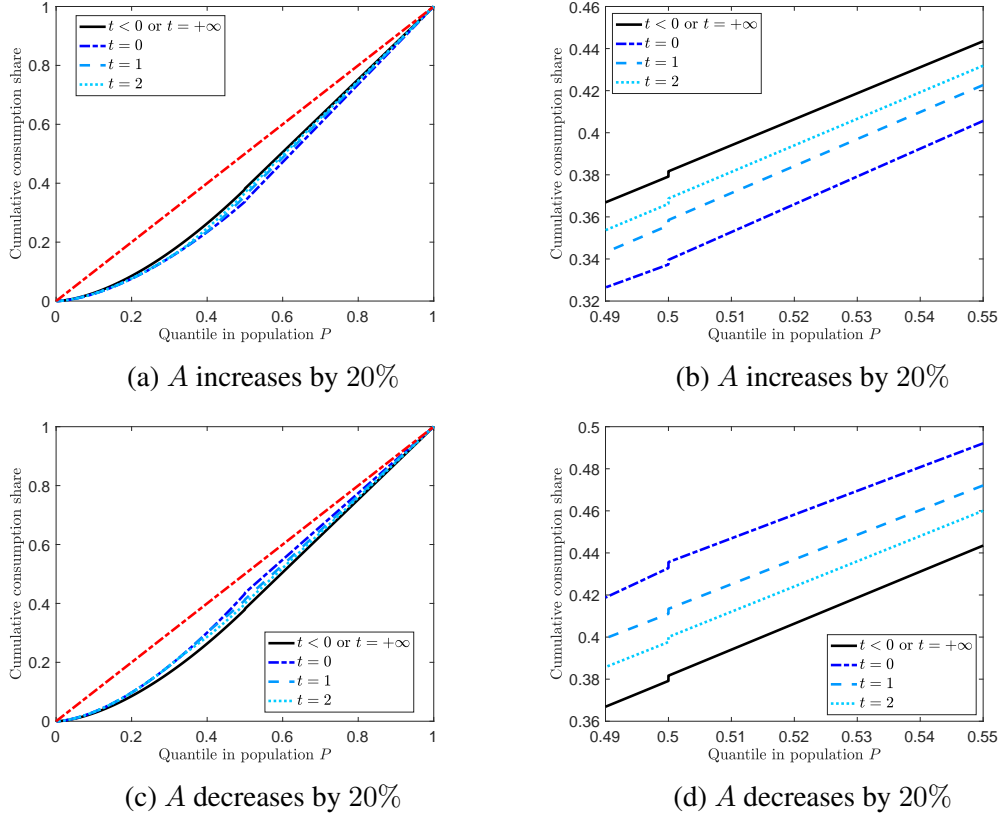 Cumulative consumption share
1
0.8
0.6
0.4
0.2
0
t < 0 or t = +∞
t = 0
t = 1
t = 2
0 0.2 0.4 0.6 0.8 1
Quantile in population P
(a) A increases by 20%
Cumulative consumption share
0.46
0.44
0.42
0.4
0.38
0.36
0.34
0.32
t < 0 or t = +∞
t = 0
t = 1
t = 2
0.49 0.5 0.51 0.52 0.53 0.54 0.55
Quantile in population P
(b) A increases by 20%
Cumulative consumption share
1
0.8
0.6
0.4
0.2
0
t < 0 or t = +∞
t = 0
t = 1
t = 2
0 0.2 0.4 0.6 0.8 1
Quantile in population P
(c) A decreases by 20%
Cumulative consumption share
0.5
0.48
0.46
0.44
0.42
0.4
0.38
0.36
t < 0 or t = +∞
t = 0
t = 1
t = 2
0.49 0.5 0.51 0.52 0.53 0.54 0.55
Quantile in population P
(d) A decreases by 20%